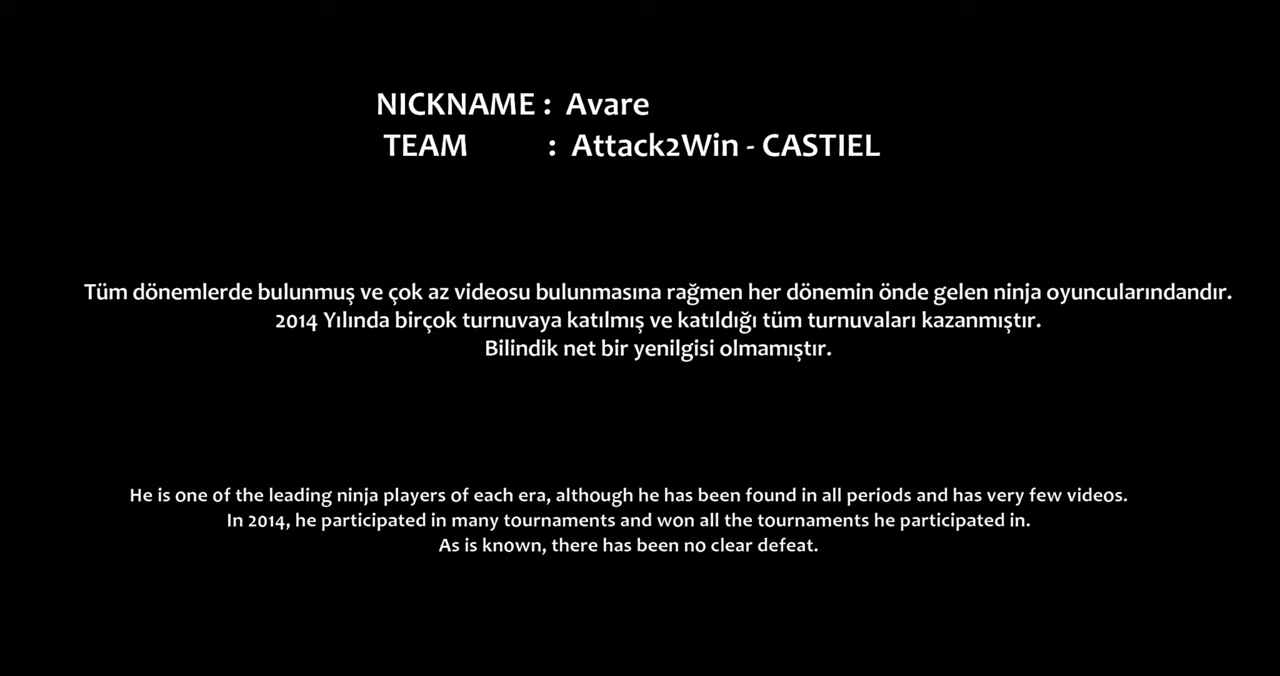 NICKNAME : Avare
TEAM : Attack2Win - CASTIEL
Tüm dönemlerde bulunmuş ve çok az videosu bulunmasına rağmen her dönemin önde gelen ninja oyuncularındandır.
2014 Yılında birçok turnuvaya katılmış ve katıldığı tüm turnuvaları kazanmıştır.
Bilindik net bir yenilgisi olmamıştır.
He is one of the leading ninja players of each era, although he has been found in all periods and has very few videos.
In 2014, he participated in many tournaments and won all the tournaments he participated in.
As is known, there has been no clear defeat.